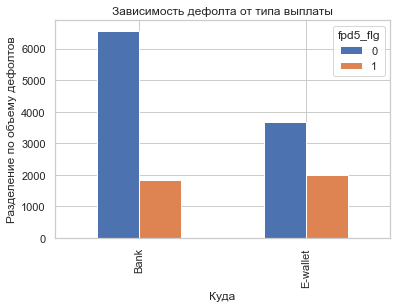 Зависимость дефолта от типа выплаты
fpd5_flg
0
1
Разделение по объему дефолтов
6000
5000
4000
3000
2000
1000
0
Bank
E-wallet
Куда